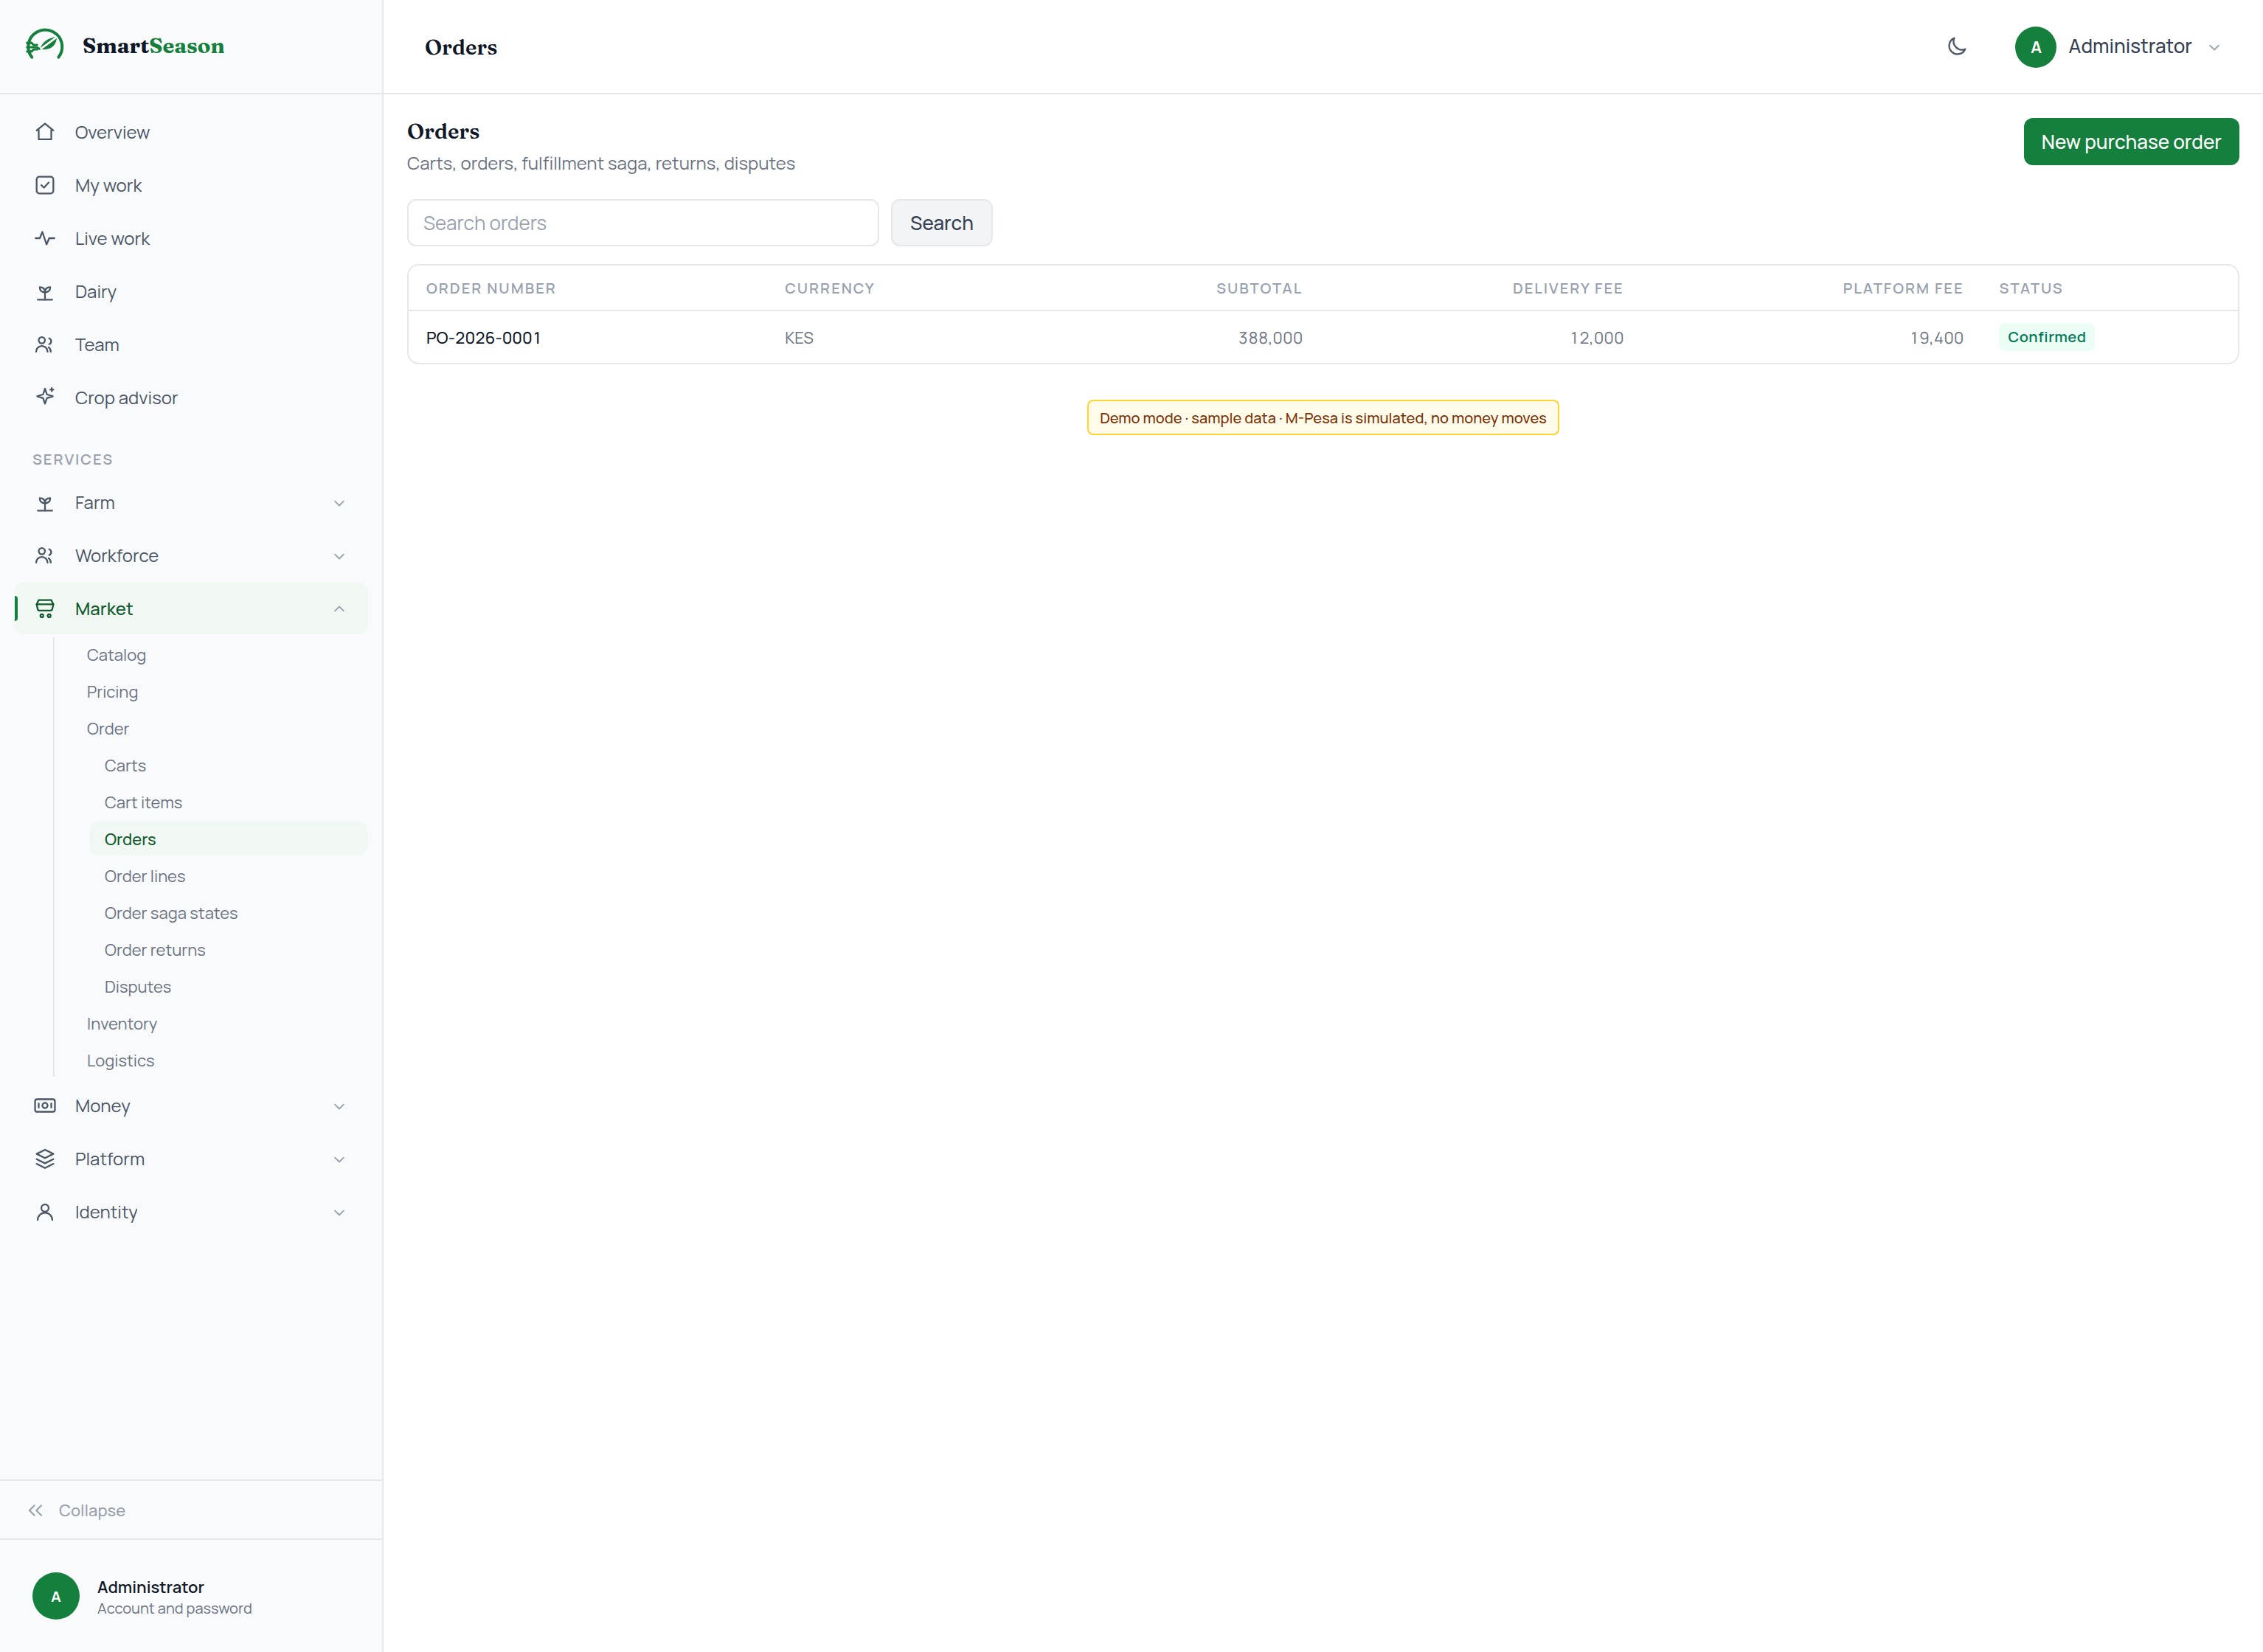 SmartSeason
Orders
A
Administrator
Overview
My work
Live work
Dairy
Team
Crop advisor
SERVICES
Farm
Workforce
Market
Catalog
Pricing
Order
Carts
Cart items
Orders
Order lines
Order saga states
Order returns
Disputes
Inventory
Logistics
Money
Platform
Identity
Collapse
A
Administrator
Account and password
Orders
Carts, orders, fulfillment saga, returns, disputes
New purchase order
Search orders
Search
ORDER NUMBER CURRENCY SUBTOTAL DELIVERY FEE PLATFORM FEE STATUS
PO-2026-0001 KES 388,000 12,000 19,400 Confirmed
Demo mode · sample data · M-Pesa is simulated, no money moves